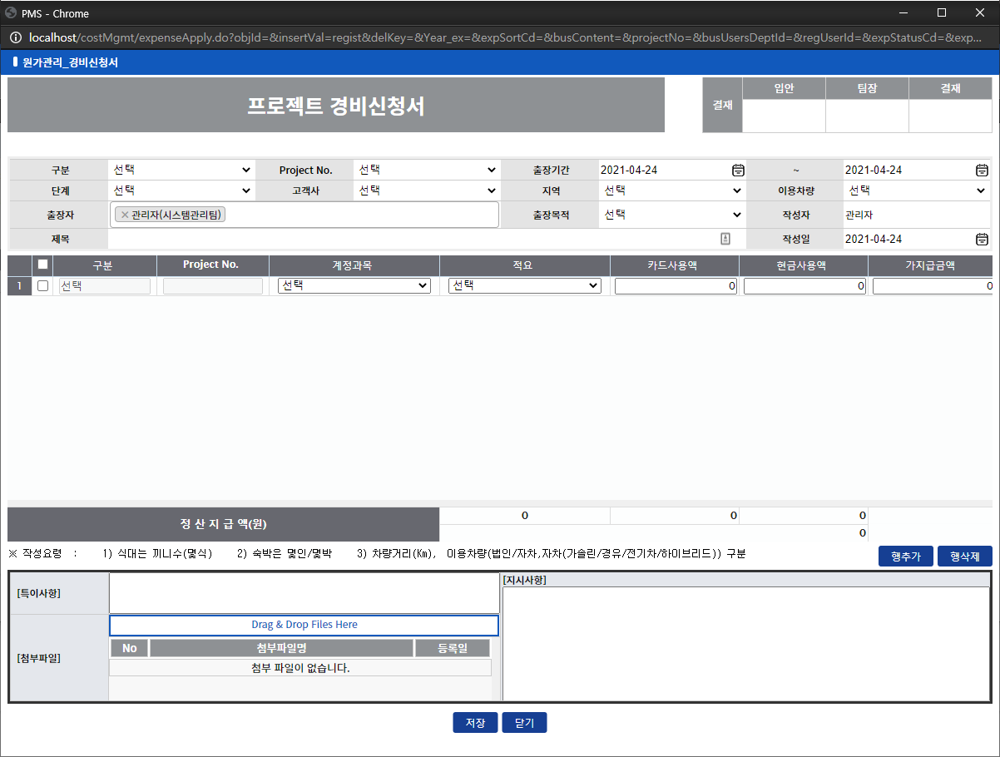 PMS - Chrome
localhost/costMgmt/expenseApply.do?objId=&insertVal=regist&delKey=&Year_ex=&expSortCd=&busContent=&projectNo=&busUsersDeptId=&regUserId=&expStatusCd=&exp...
원가관리_경비신청서
프로젝트 경비신청서
결재 입안 팀장 결재
구분 선택 Project No. 선택 출장기간 2021-04-24 ~ 2021-04-24
단계 선택 고객사 선택 지역 선택 이용차량 선택
출장자 ×관리자(시스템관리팀) 출장목적 선택 작성자 관리자
제목 작성일 2021-04-24
구분 Project No. 계정과목 적요 카드사용액 현금사용액 가지급금액
1 선택 선택 선택 0 0 0
정 산 지 급 액(원) 0 0 0
0
※ 작성요령 : 1) 식대는 끼니수(몇식) 2) 숙박은 몇인/몇박 3) 차량거리(Km), 이용차량(법인/자차,자차(가솔린/경유/전기차/하이브리드)) 구분
행추가 행삭제
[특이사항]
[지시사항]
[첨부파일]
Drag & Drop Files Here
No 첨부파일명 등록일
첨부 파일이 없습니다.
저장 닫기